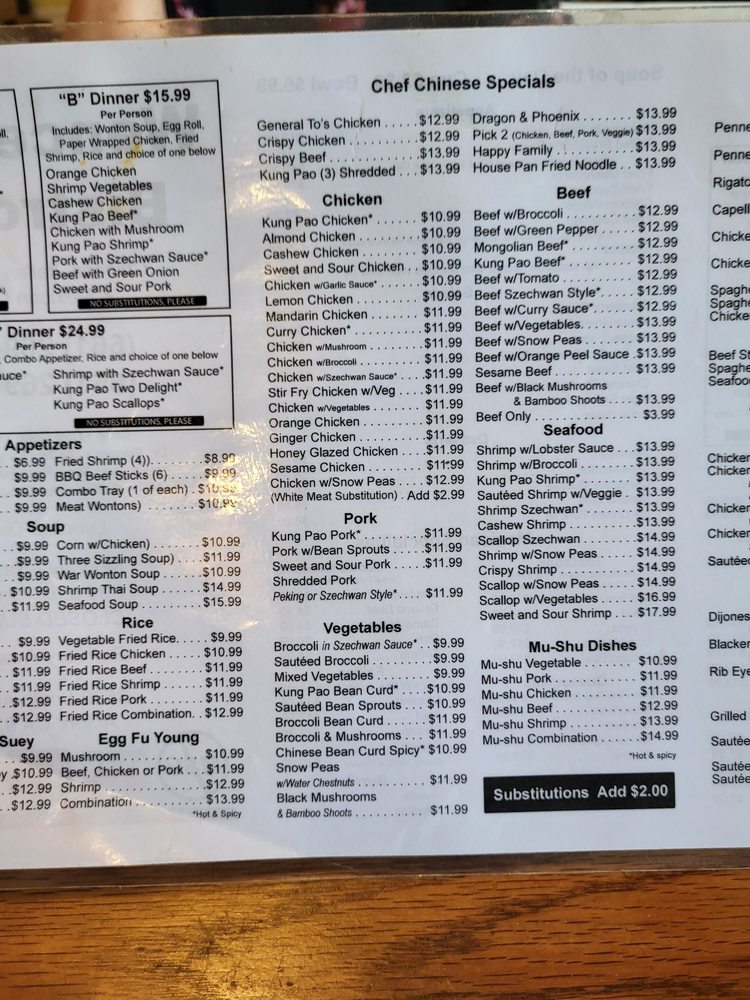 "B" Dinner $15.99
Per Person
Includes: Wonton Soup, Egg Roll,
Paper Wrapped Chicken, Fried
Shrimp, Rice and choice of one below
Orange Chicken
Shrimp Vegetables
Cashew Chicken
Kung Pao Beef*
Chicken with Mushroom
Kung Pao Shrimp*
Pork with Szechwan Sauce*
Beef with Green Onion
Sweet and Sour Pork
NO SUBSTITUTIONS, PLEASE
" Dinner $24.99
Per Person
, Combo Appetizer, Rice and choice of one below
uce*
Shrimp with Szechwan Sauce*
Kung Pao Two Delight*
Kung Pao Scallops*
NO SUBSTITUTIONS, PLEASE
Appetizers
. . $6.99 Fried Shrimp (4)). . . . . . . . $8.99
. . $9.99 BBQ Beef Sticks (6) . . . . . $9.99
. . $9.99 Combo Tray (1 of each) . $10.99
. . $9.99 Meat Wontons) . . . . . . . $10.99
Soup
. . . $9.99 Corn w/Chicken) . . . . . . . $10.99
. . . $9.99 Three Sizzling Soup) . . . . $11.99
. . . $9.99 War Wonton Soup . . . . . . $10.99
. . $10.99 Shrimp Thai Soup . . . . . . $14.99
. . $11.99 Seafood Soup . . . . . . . . $15.99
Rice
. . . $9.99 Vegetable Fried Rice. . . . . $9.99
. . $10.99 Fried Rice Chicken . . . . . $10.99
. . $11.99 Fried Rice Beef . . . . . . . $11.99
. . $11.99 Fried Rice Shrimp . . . . . . $11.99
. . $12.99 Fried Rice Pork . . . . . . . $11.99
. . $12.99 Fried Rice Combination. . . $12.99
Suey
. . . $9.99
y . $10.99
. . $12.99
. . $12.99
Egg Fu Young
Mushroom . . . . . . . . . . . $10.99
Beef, Chicken or Pork . . . $11.99
Shrimp . . . . . . . . . . . . . $12.99
Combination . . . . . . . . . $13.99
*Hot & Spicy
Chef Chinese Specials
General To's Chicken . . . . . $12.99
Crispy Chicken . . . . . . . . . $12.99
Crispy Beef . . . . . . . . . . . $13.99
Kung Pao (3) Shredded . . . $13.99
Dragon & Phoenix . . . . . . . $13.99
Pick 2 (Chicken, Beef, Pork, Veggie) $13.99
Happy Family . . . . . . . . . . $13.99
House Pan Fried Noodle . . $13.99
Chicken
Kung Pao Chicken* . . . . . . $10.99
Almond Chicken . . . . . . . . $10.99
Cashew Chicken . . . . . . . . $10.99
Sweet and Sour Chicken . . $10.99
Chicken w/Garlic Sauce* . . . . $10.99
Lemon Chicken . . . . . . . . . $10.99
Mandarin Chicken . . . . . . . $11.99
Curry Chicken* . . . . . . . . . $11.99
Chicken w/Mushroom . . . . . . $11.99
Chicken w/Broccoli . . . . . . . . $11.99
Chicken w/Szechwan Sauce* . . . $11.99
Stir Fry Chicken w/Veg . . . . $11.99
Chicken w/Vegetables . . . . . . $11.99
Orange Chicken . . . . . . . . $11.99
Ginger Chicken . . . . . . . . . $11.99
Honey Glazed Chicken . . . . $11.99
Sesame Chicken . . . . . . . . $11.99
Chicken w/Snow Peas . . . . $12.99
(White Meat Substitution) . Add $2.99
Pork
Kung Pao Pork* . . . . . . . . $11.99
Pork w/Bean Sprouts . . . . . $11.99
Sweet and Sour Pork . . . . . $11.99
Shredded Pork
Peking or Szechwan Style* . . . $11.99
Vegetables
Broccoli in Szechwan Sauce* . . $9.99
Sautéed Broccoli . . . . . . . . $9.99
Mixed Vegetables . . . . . . . . $9.99
Kung Pao Bean Curd* . . . . $10.99
Sautéed Bean Sprouts . . . . $10.99
Broccoli Bean Curd . . . . . . $11.99
Broccoli & Mushrooms . . . $11.99
Chinese Bean Curd Spicy* $10.99
Snow Peas
w/Water Chestnuts . . . . . . . . . $11.99
Black Mushrooms
& Bamboo Shoots . . . . . . . . . $11.99
Beef
Beef w/Broccoli . . . . . . . . . $12.99
Beef w/Green Pepper . . . . . $12.99
Mongolian Beef* . . . . . . . . $12.99
Kung Pao Beef* . . . . . . . . . $12.99
Beef w/Tomato . . . . . . . . . $12.99
Beef Szechwan Style*. . . . . $12.99
Beef w/Curry Sauce*. . . . . . $12.99
Beef w/Vegetables. . . . . . . . $13.99
Beef w/Snow Peas . . . . . . . $13.99
Beef w/Orange Peel Sauce . $13.99
Sesame Beef . . . . . . . . . . $13.99
Beef w/Black Mushrooms
& Bamboo Shoots . . . . $13.99
Beef Only . . . . . . . . . . . . . $3.99
Seafood
Shrimp w/Lobster Sauce . . . $13.99
Shrimp w/Broccoli . . . . . . . $13.99
Kung Pao Shrimp* . . . . . . . $13.99
Sautéed Shrimp w/Veggie . $13.99
Shrimp Szechwan* . . . . . . . $13.99
Cashew Shrimp . . . . . . . . . $13.99
Scallop Szechwan . . . . . . . $14.99
Shrimp w/Snow Peas . . . . . $14.99
Crispy Shrimp . . . . . . . . . . $14.99
Scallop w/Snow Peas . . . . . $14.99
Scallop w/Vegetables . . . . . $16.99
Sweet and Sour Shrimp . . . $17.99
Mu-Shu Dishes
Mu-shu Vegetable . . . . . . . $10.99
Mu-shu Pork . . . . . . . . . . . $11.99
Mu-shu Chicken . . . . . . . . $11.99
Mu-shu Beef . . . . . . . . . . . $12.99
Mu-shu Shrimp . . . . . . . . . $13.99
Mu-shu Combination . . . . . $14.99
*Hot & spicy
Substitutions Add $2.00
Penne
Penne
Rigato
Capell
Chicke
Chicke
Spaghe
Spaghe
Chicke
Beef St
Spaghe
Seafoo
Chicken
Chicken
Chicken
Chicken
Sauteéd
Dijones
Blacker
Rib Eye
Grilled
Sautée
Sautée
Sautée